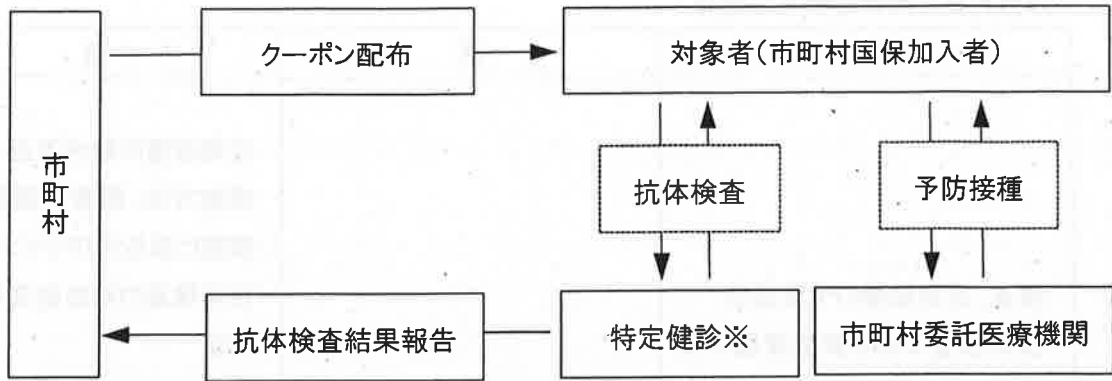 クーポン配布
対象者(市町村国保加入者)
市町村
抗体検査
予防接種
抗体検査結果報告
特定健診※
市町村委託医療機関